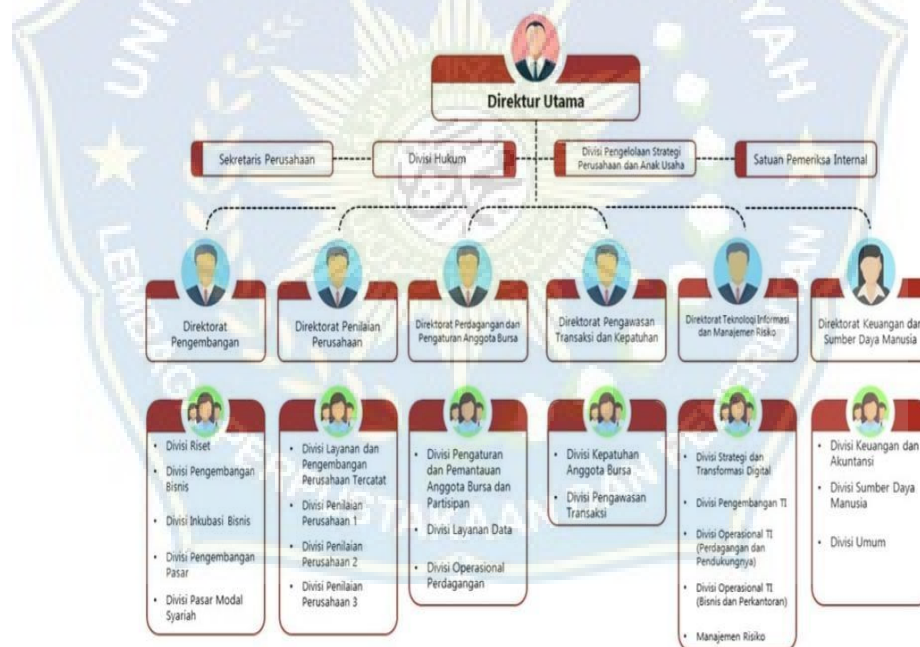 Direktur Utama
Sekretaris Perusahaan
Divisi Hukum
Divisi Pengelolaan Strategi
Perusahaan dan Anak Usaha
Satuan Pemeriksa Internal
Direktorat
Pengembangan
Direktorat Penilaian
Perusahaan
Direktorat Perdagangan dan
Pengaturan Anggota Bursa
Direktorat Pengawasan
Transaksi dan Kepatuhan
Direktorat Teknologi Informasi
dan Manajemen Risiko
Direktorat Keuangan dan
Sumber Daya Manusia
• Divisi Riset
• Divisi Pengembangan
Bisnis
• Divisi Inkubasi Bisnis
• Divisi Pengembangan
Pasar
• Divisi Pasar Modal
Syariah
• Divisi Layanan dan
Pengembangan
Perusahaan Tercatat
• Divisi Penilaian
Perusahaan 1
• Divisi Penilaian
Perusahaan 2
• Divisi Penilaian
Perusahaan 3
• Divisi Pengaturan
dan Pemantauan
Anggota Bursa dan
Partisipan
• Divisi Layanan Data
• Divisi Operasional
Perdagangan
• Divisi Kepatuhan
Anggota Bursa
• Divisi Pengawasan
Transaksi
• Divisi Strategi dan
Transformasi Digital
• Divisi Pengembangan TI
• Divisi Operasional TI
(Perdagangan dan
Pendukungnya)
• Divisi Operasional TI
(Bisnis dan Perkantoran)
• Manajemen Risiko
• Divisi Keuangan dan
Akuntansi
• Divisi Sumber Daya
Manusia
• Divisi Umum